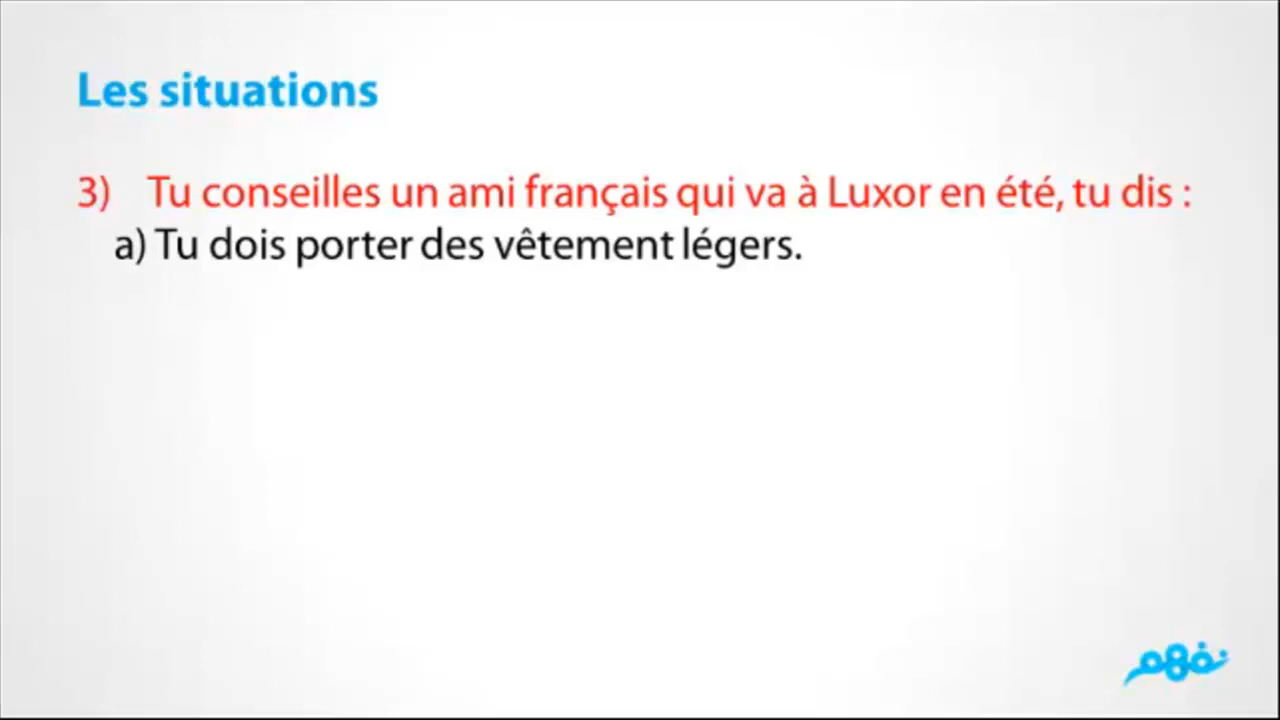 Les situations
3) Tu conseilles un ami français qui va à Luxor en été, tu dis :
a) Tu dois porter des vêtement légers.
نفهم